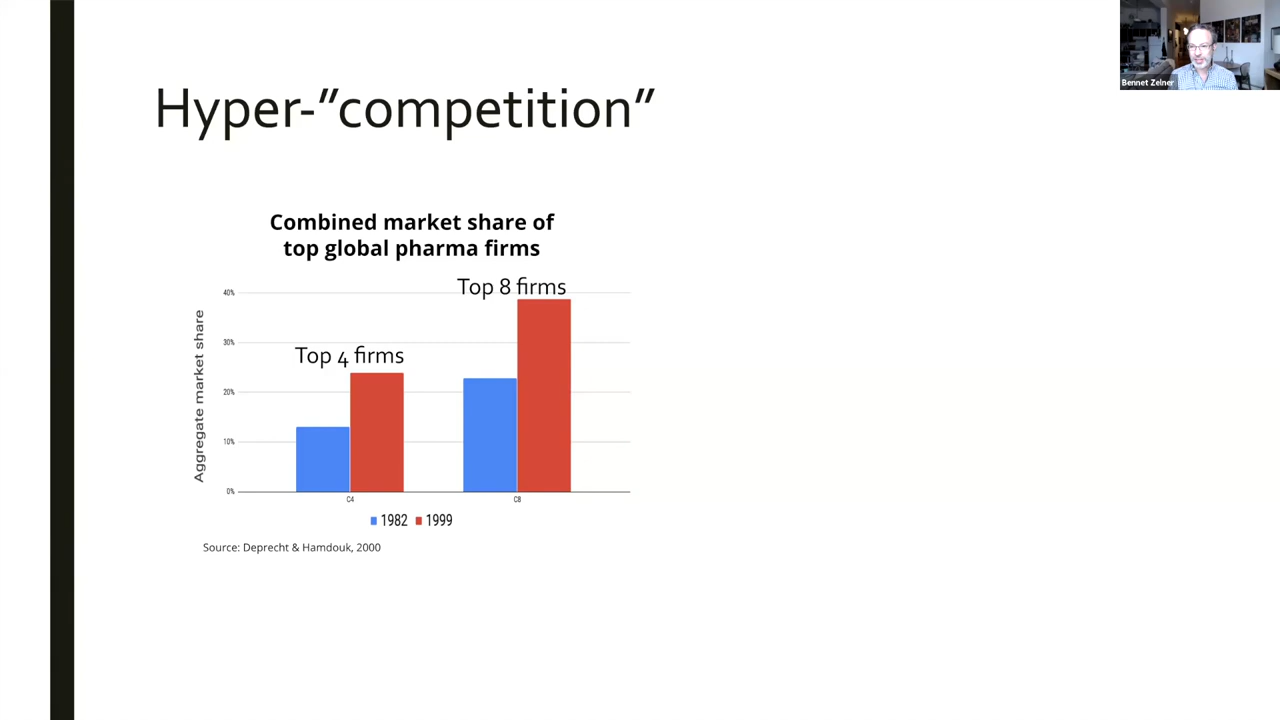 Bennet Zelner
Hyper-”competition”
Combined market share of
top global pharma firms
Top 8 firms
Top 4 firms
Aggregate market share
40%
30%
20%
10%
0%
C4
C8
1982 1999
Source: Deprecht & Hamdouk, 2000